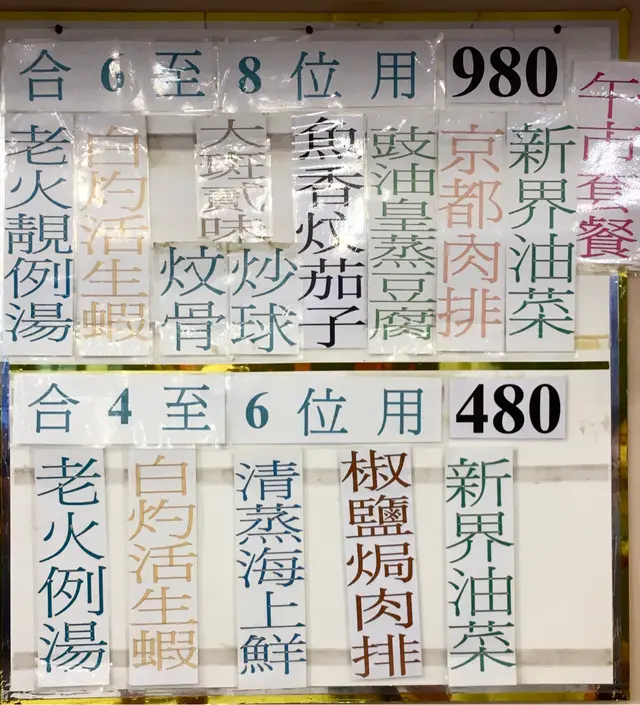 午市套餐
合6至8位用 980
老火靚例湯
白灼活生蝦
大斑貳味
炆骨
炒球
魚香炆茄子
豉油皇蒸豆腐
京都肉排
新界油菜
合4至6位用 480
老火例湯
白灼活生蝦
清蒸海上鮮
椒鹽焗肉排
新界油菜